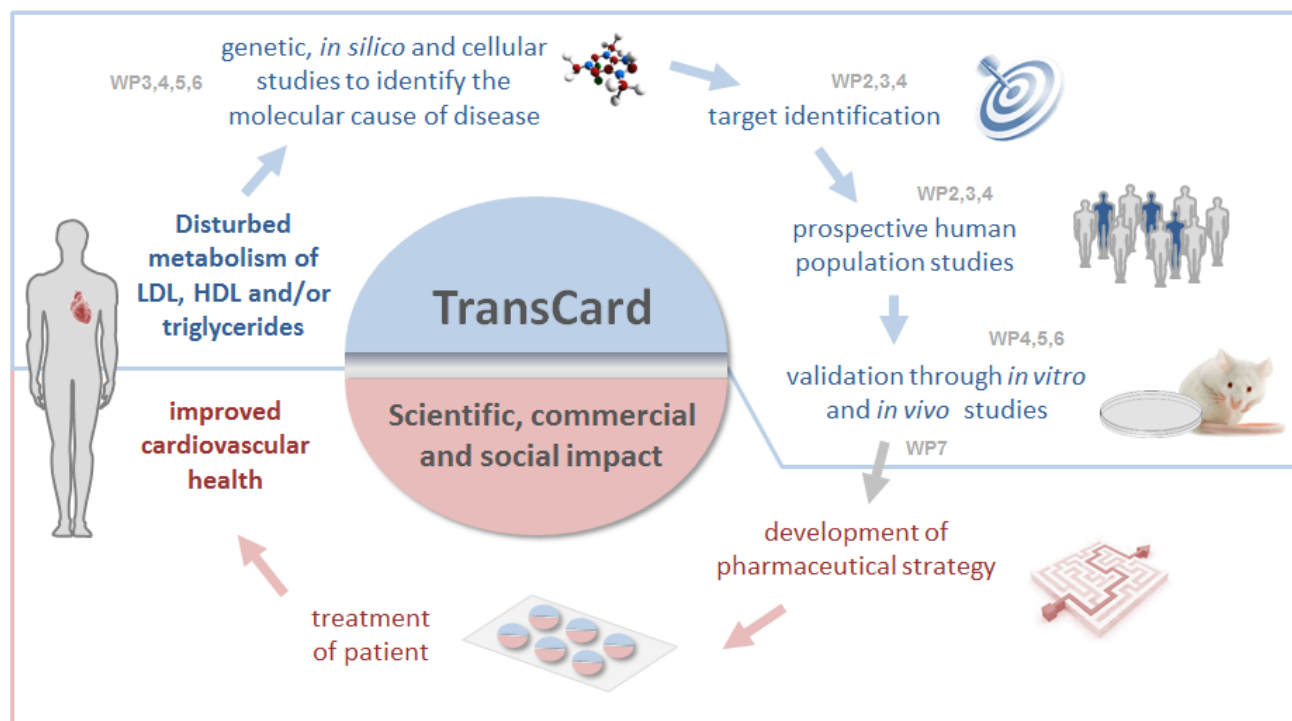 WP3,4,5,6
genetic, in silico and cellular
studies to identify the
molecular cause of disease
WP2,3,4
target identification
WP2,3,4
prospective human
population studies
WP4,5,6
validation through in vitro
and in vivo studies
WP7
Disturbed
metabolism of
LDL, HDL and/or
triglycerides
TransCard
Scientific, commercial
and social impact
improved
cardiovascular
health
development of
pharmaceutical strategy
treatment
of patient